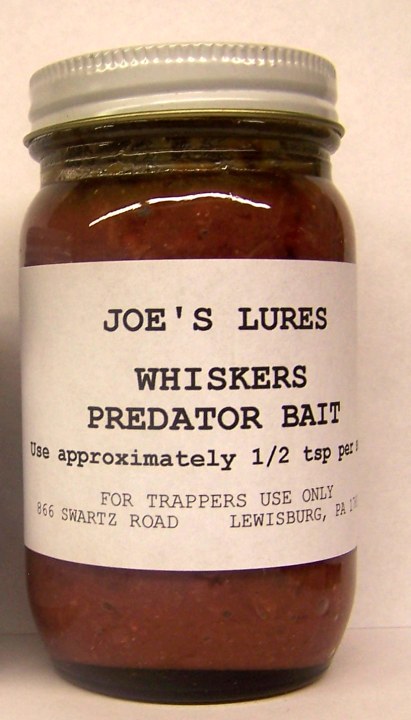 JOE'S LURES
WHISKERS
PREDATOR BAIT
Use approximately 1/2 tsp per
FOR TRAPPERS USE ONLY
866 SWARTZ ROAD LEWISBURG, PA